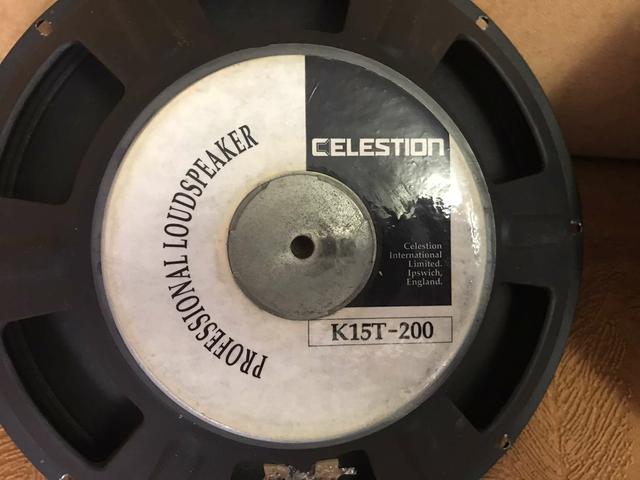 CELESTION
PROFESSIONAL LOUDSPEAKER
Celestion
International
Limited.
Ipswich,
England.
K15T-200